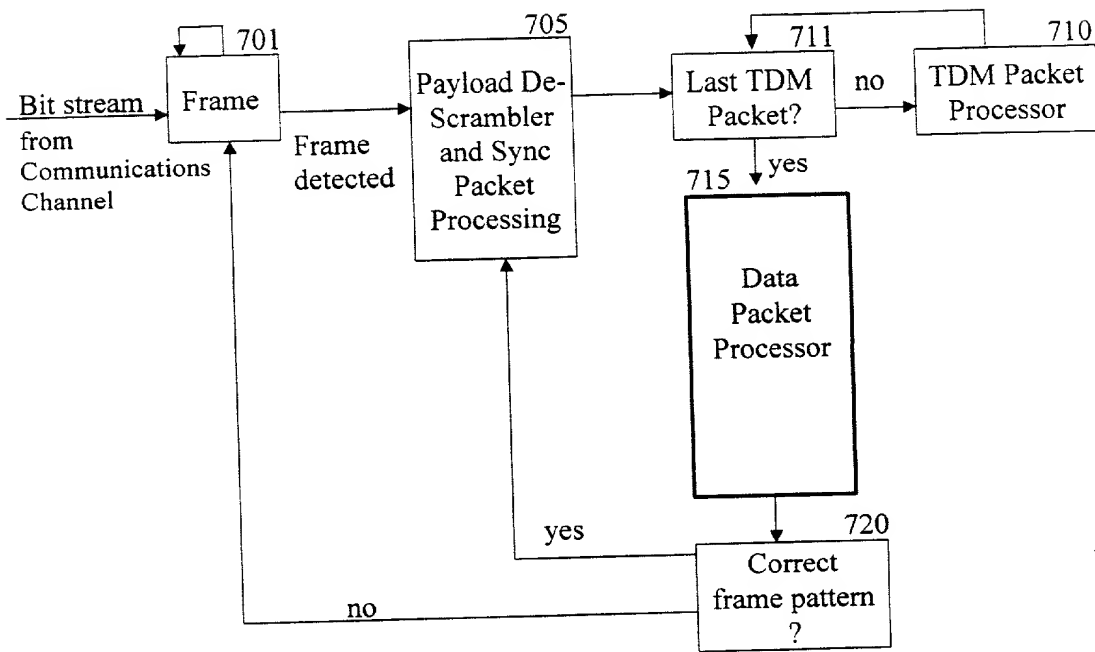 701
Frame
Bit stream
from
Communications
Channel
Frame
detected
705
Payload De-
Scrambler
and Sync
Packet
Processing
711
Last TDM
Packet?
no
710
TDM Packet
Processor
yes
715
Data
Packet
Processor
720
Correct
frame pattern
?
yes
no